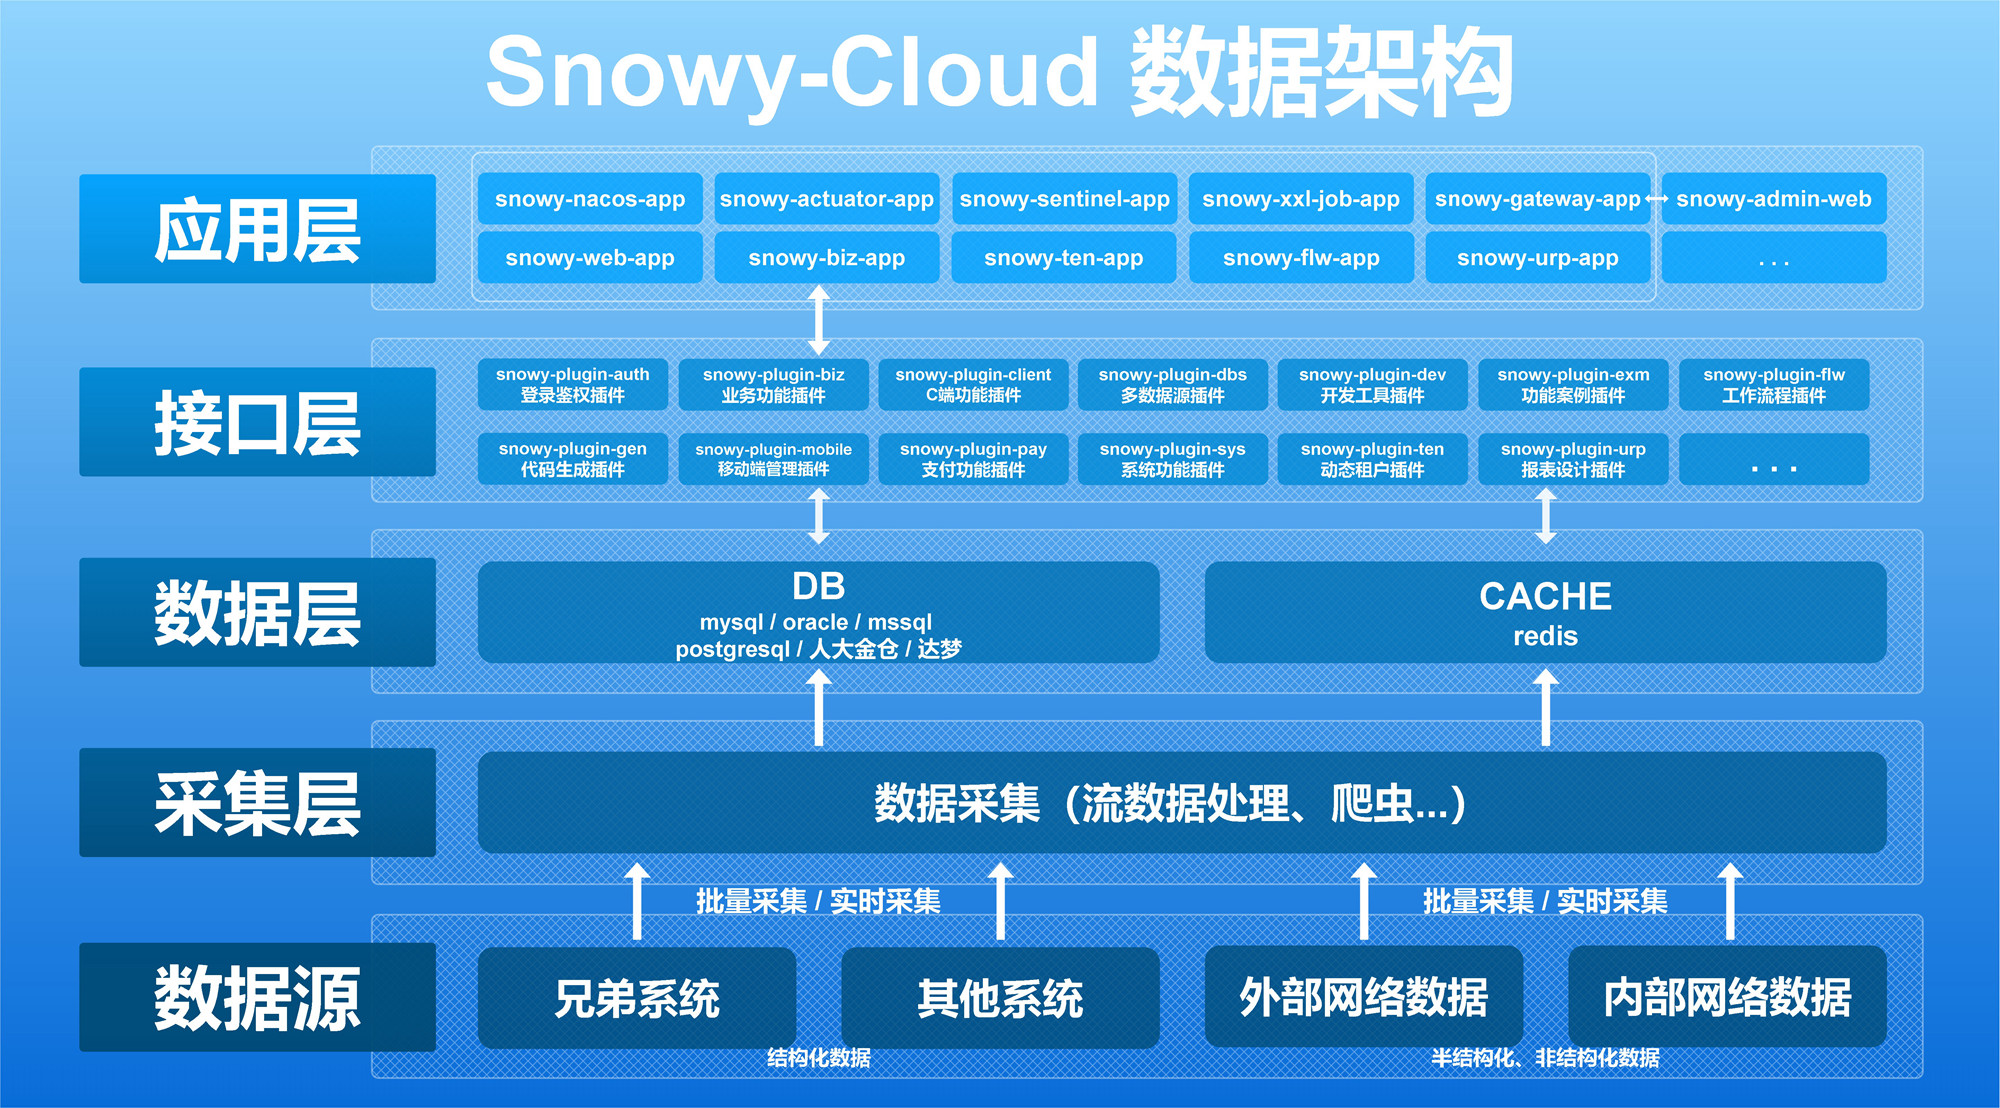 Snowy-Cloud 数据架构
应用层
snowy-nacos-app
snowy-actuator-app
snowy-sentinel-app
snowy-xxl-job-app
snowy-gateway-app
snowy-admin-web
snowy-web-app
snowy-biz-app
snowy-ten-app
snowy-flw-app
snowy-urp-app
...
接口层
snowy-plugin-auth
登录鉴权插件
snowy-plugin-biz
业务功能插件
snowy-plugin-client
C端功能插件
snowy-plugin-dbs
多数据源插件
snowy-plugin-dev
开发工具插件
snowy-plugin-exm
功能案例插件
snowy-plugin-flw
工作流程插件
snowy-plugin-gen
代码生成插件
snowy-plugin-mobile
移动端管理插件
snowy-plugin-pay
支付功能插件
snowy-plugin-sys
系统功能插件
snowy-plugin-ten
动态租户插件
snowy-plugin-urp
报表设计插件
...
数据层
DB
mysql / oracle / mssql
postgresql / 人大金仓 / 达梦
CACHE
redis
采集层
数据采集（流数据处理、爬虫...）
批量采集 / 实时采集
批量采集 / 实时采集
数据源
兄弟系统
其他系统
外部网络数据
内部网络数据
结构化数据
半结构化、非结构化数据